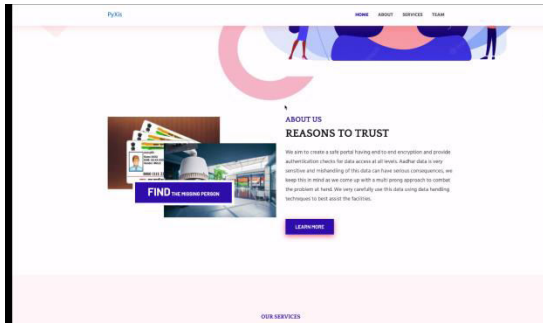 PyXis
HOME ABOUT SERVICES TEAM
ABOUT US
REASONS TO TRUST
We aim to create a safe portal having end to end encryption and provide
authentication checks for data access at all levels. Aadhar data is very
sensitive and mishandling of this data can have serious consequences, we
keep this in mind as we come up with a multi prong approach to combat
the problem at hand. We very carefully use this data using data handling
techniques to best assist the facilities.
FIND THE MISSING PERSON
LEARN MORE
OUR SERVICES